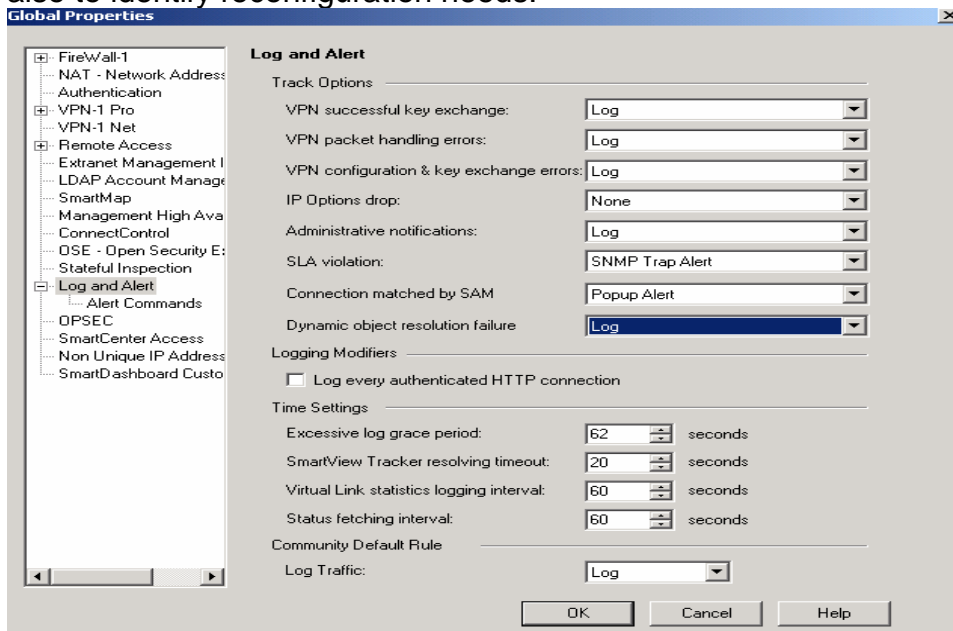 also to identify reconfiguration needs.
Global Properties
FireWall-1
NAT - Network Address
Authentication
VPN-1 Pro
VPN-1 Net
Remote Access
Extranet Management I
LDAP Account Manage
SmartMap
Management High Ava
ConnectControl
OSE - Open Security E
Stateful Inspection
Log and Alert
Alert Commands
OPSEC
SmartCenter Access
Non Unique IP Address
SmartDashboard Custo
Log and Alert
Track Options
VPN successful key exchange: Log
VPN packet handling errors: Log
VPN configuration & key exchange errors: Log
IP Options drop: None
Administrative notifications: Log
SLA violation: SNMP Trap Alert
Connection matched by SAM Popup Alert
Dynamic object resolution failure Log
Logging Modifiers
Log every authenticated HTTP connection
Time Settings
Excessive log grace period: 62 seconds
SmartView Tracker resolving timeout: 20 seconds
Virtual Link statistics logging interval: 60 seconds
Status fetching interval: 60 seconds
Community Default Rule
Log Traffic: Log
OK Cancel Help